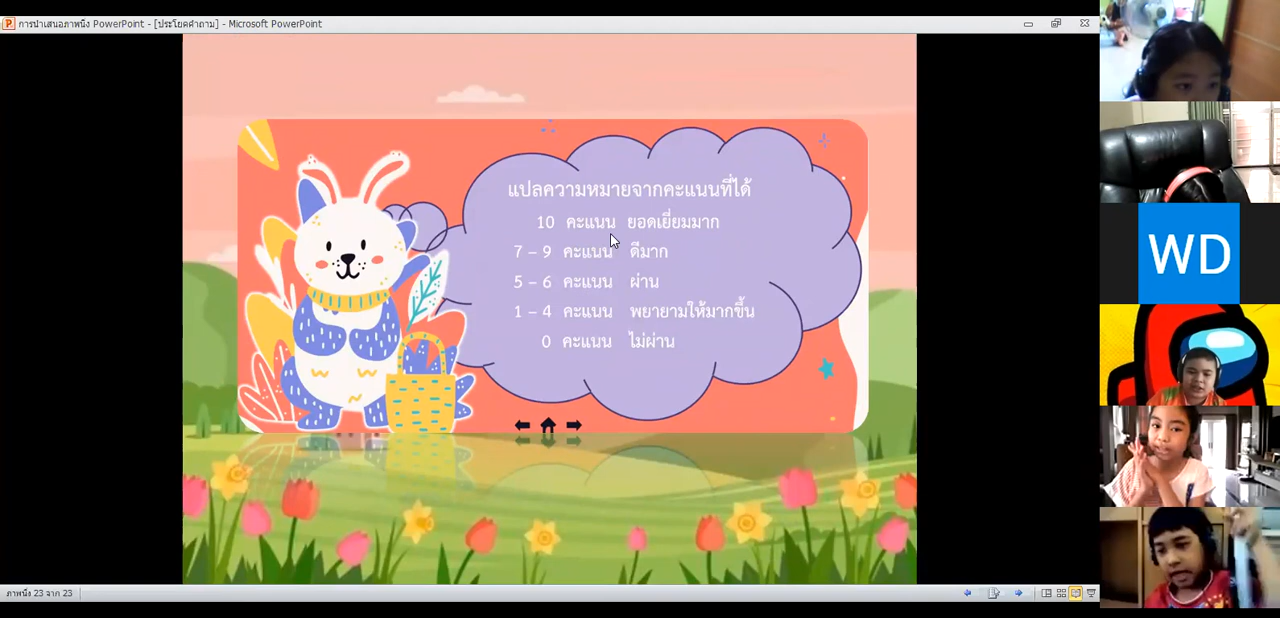 การนำเสนอภาพนิ่ง PowerPoint - [ประโยคคำถาม] - Microsoft PowerPoint
แปลความหมายจากคะแนนที่ได้
10 คะแนน ยอดเยี่ยมมาก
7 – 9 คะแนน ดีมาก
5 – 6 คะแนน ผ่าน
1 – 4 คะแนน พยายามให้มากขึ้น
0 คะแนน ไม่ผ่าน
WD
ภาพนิ่ง 23 จาก 23